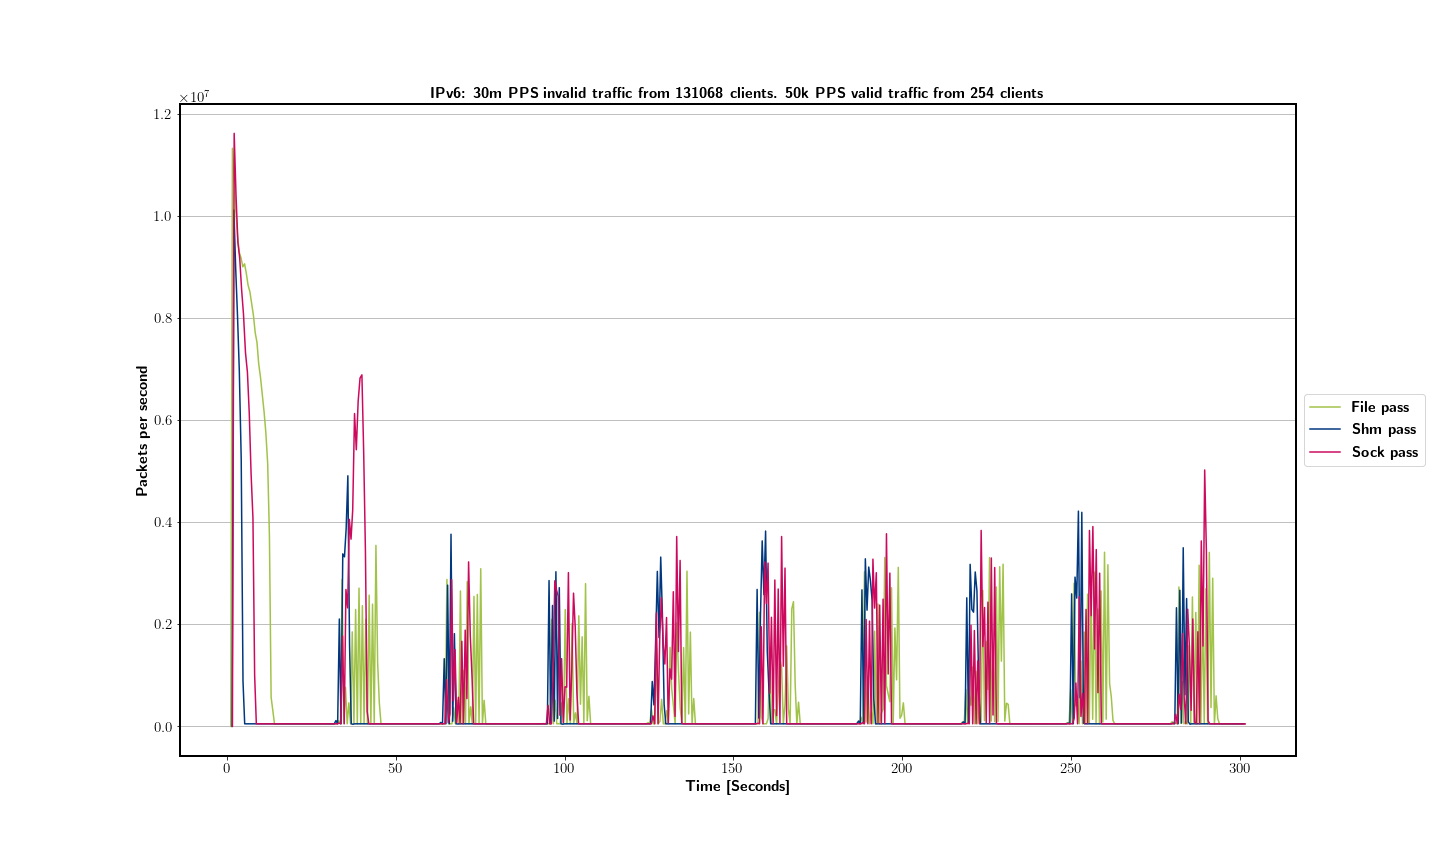 ×10⁷
IPv6: 30m PPS invalid traffic from 131068 clients. 50k PPS valid traffic from 254 clients
1.2
1.0
0.8
0.6
0.4
0.2
0.0
Packets per second
0 50 100 150 200 250 300
Time [Seconds]
File pass
Shm pass
Sock pass